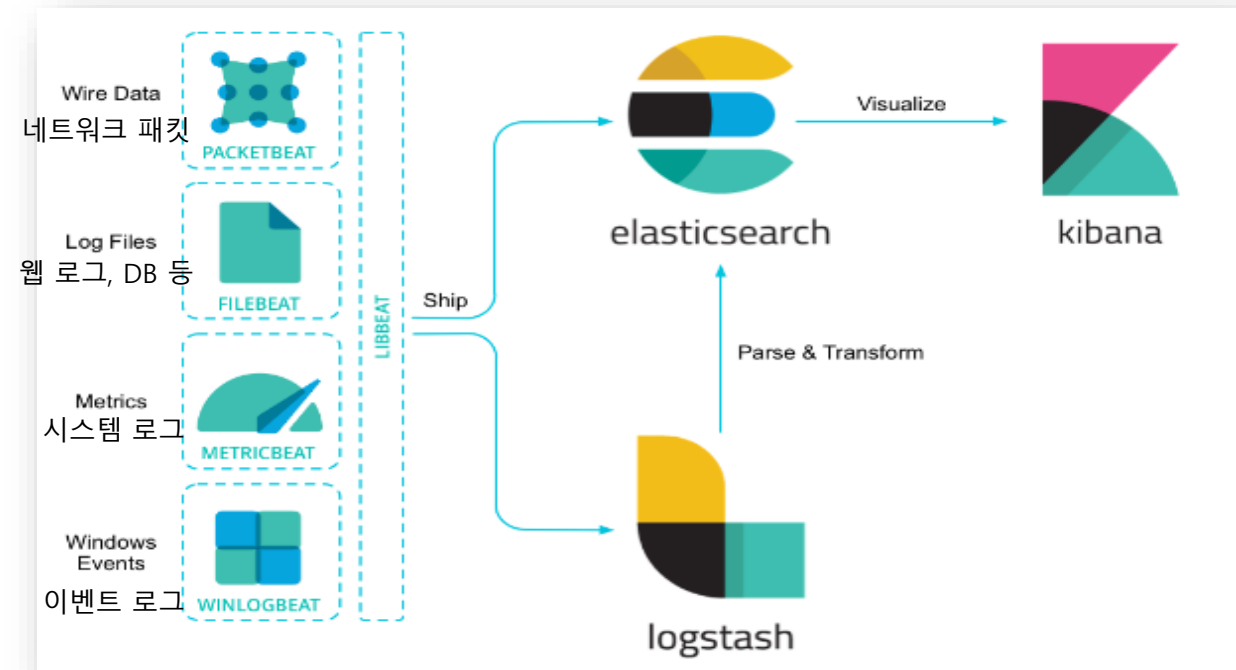 Wire Data
네트워크 패킷
PACKETBEAT
Log Files
웹 로그, DB 등
FILEBEAT
Metrics
시스템 로그
METRICBEAT
Windows
Events
이벤트 로그
WINLOGBEAT
LIBBEAT
Ship
elasticsearch
Visualize
kibana
Parse & Transform
logstash